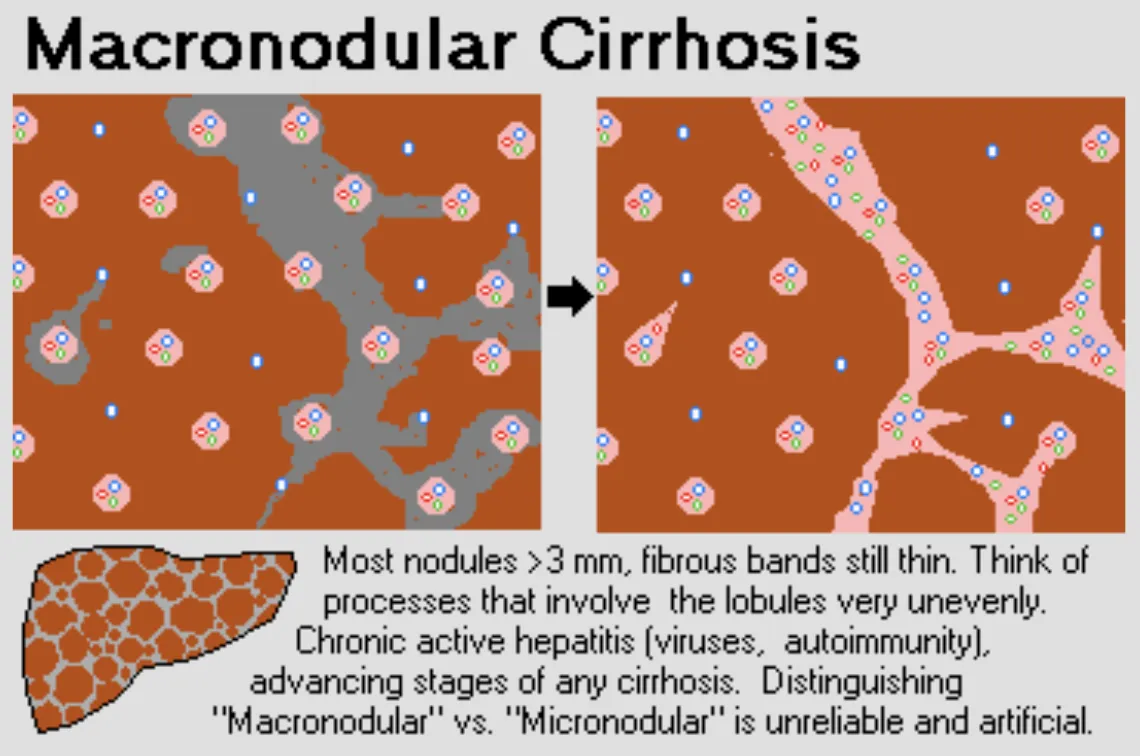 Macronodular Cirrhosis
Most nodules >3 mm, fibrous bands still thin. Think of
processes that involve the lobules very unevenly.
Chronic active hepatitis (viruses, autoimmunity),
advancing stages of any cirrhosis. Distinguishing
"Macronodular" vs. "Micronodular" is unreliable and artificial.